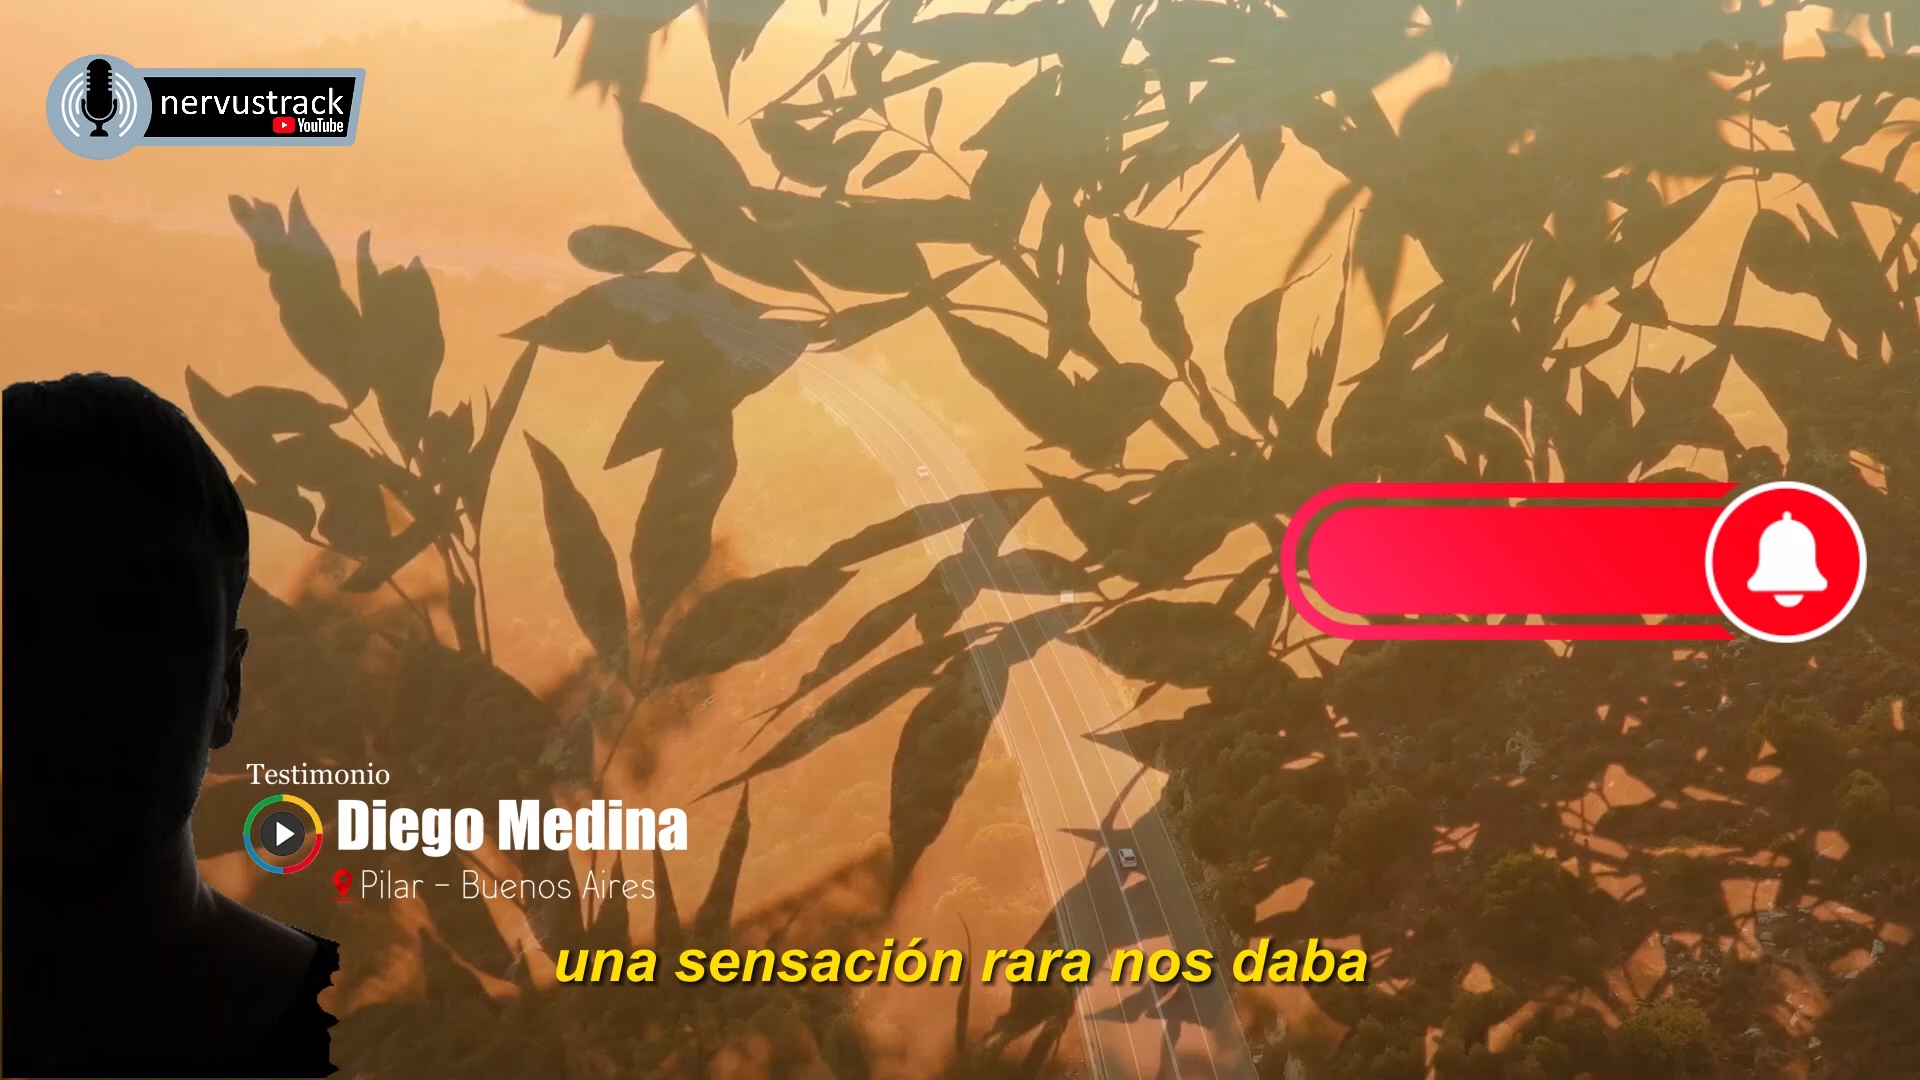 nervustrack
YouTube
Testimonio
Diego Medina
Pilar - Buenos Aires
una sensación rara nos daba